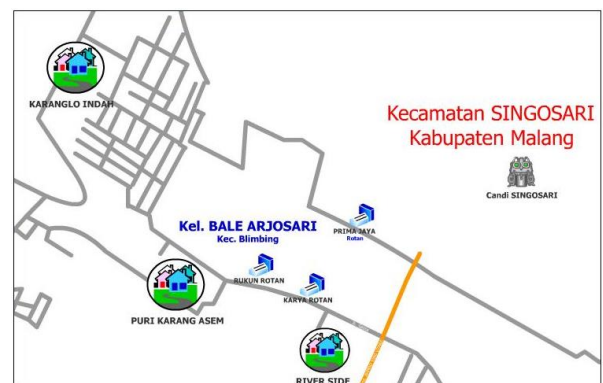 KARANGLO INDAH
Kecamatan SINGOSARI
Kabupaten Malang
Candi SINGOSARI
Kel. BALE ARJOSARI
Kec. Blimbing
PRIMA JAYA
Rotan
RUKUN ROTAN
KARYA ROTAN
PURI KARANG ASEM
RIVER SIDE